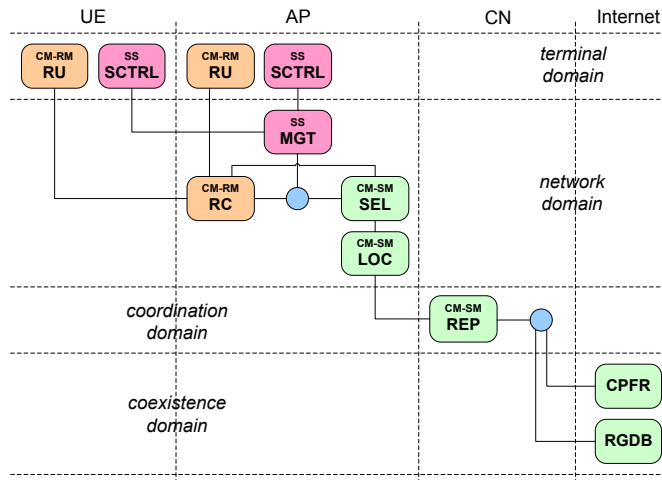 UE AP CN Internet
CM-RM SS CM-RM SS
RU SCTRL RU SCTRL
terminal
domain
SS
MGT
CM-RM CM-SM
RC SEL
network
domain
CM-SM
LOC
coordination
domain
CM-SM
REP
coexistence
domain
CPFR
RGDB